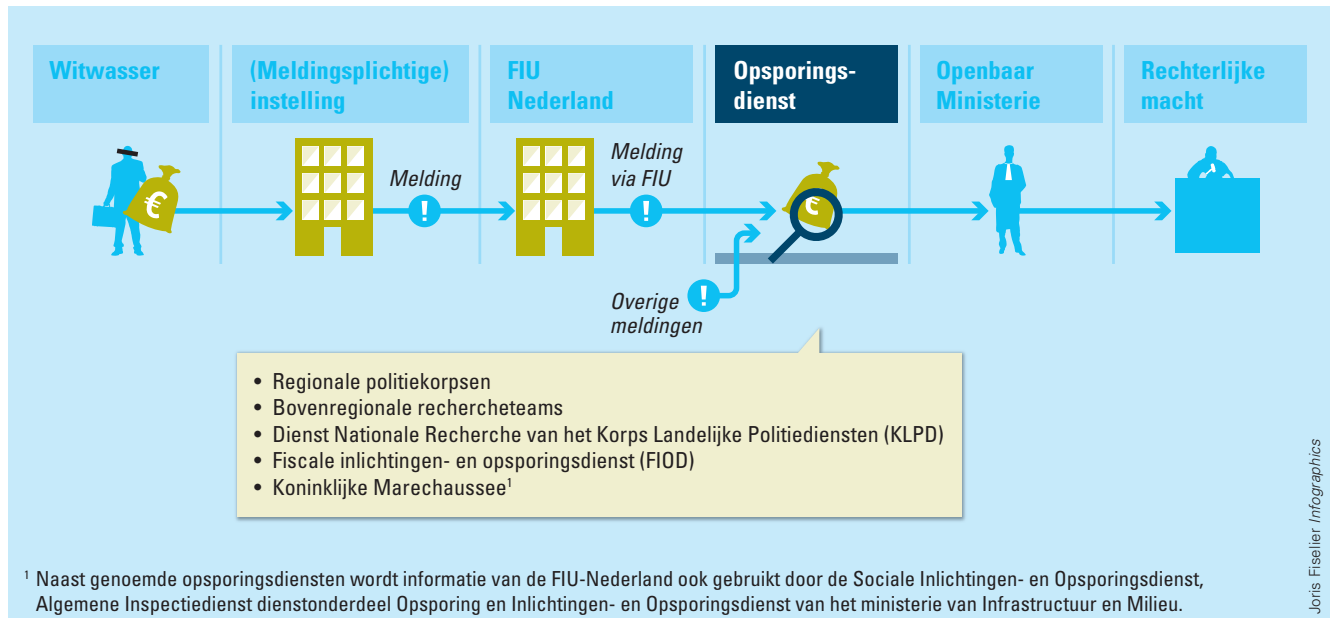 Witwasser
(Meldingsplichtige)
instelling
FIU
Nederland
Opsporings-
dienst
Openbaar
Ministerie
Rechterlijke
macht
€
Melding
!
Melding
via FIU
!
€
Overige
meldingen
!
• Regionale politiekorpsen
• Bovenregionale rechercheteams
• Dienst Nationale Recherche van het Korps Landelijke Politiediensten (KLPD)
• Fiscale inlichtingen- en opsporingsdienst (FIOD)
• Koninklijke Marechaussee¹
¹ Naast genoemde opsporingsdiensten wordt informatie van de FIU-Nederland ook gebruikt door de Sociale Inlichtingen- en Opsporingsdienst,
Algemene Inspectiedienst dienstonderdeel Opsporing en Inlichtingen- en Opsporingsdienst van het ministerie van Infrastructuur en Milieu.
Joris Fiselier Infographics